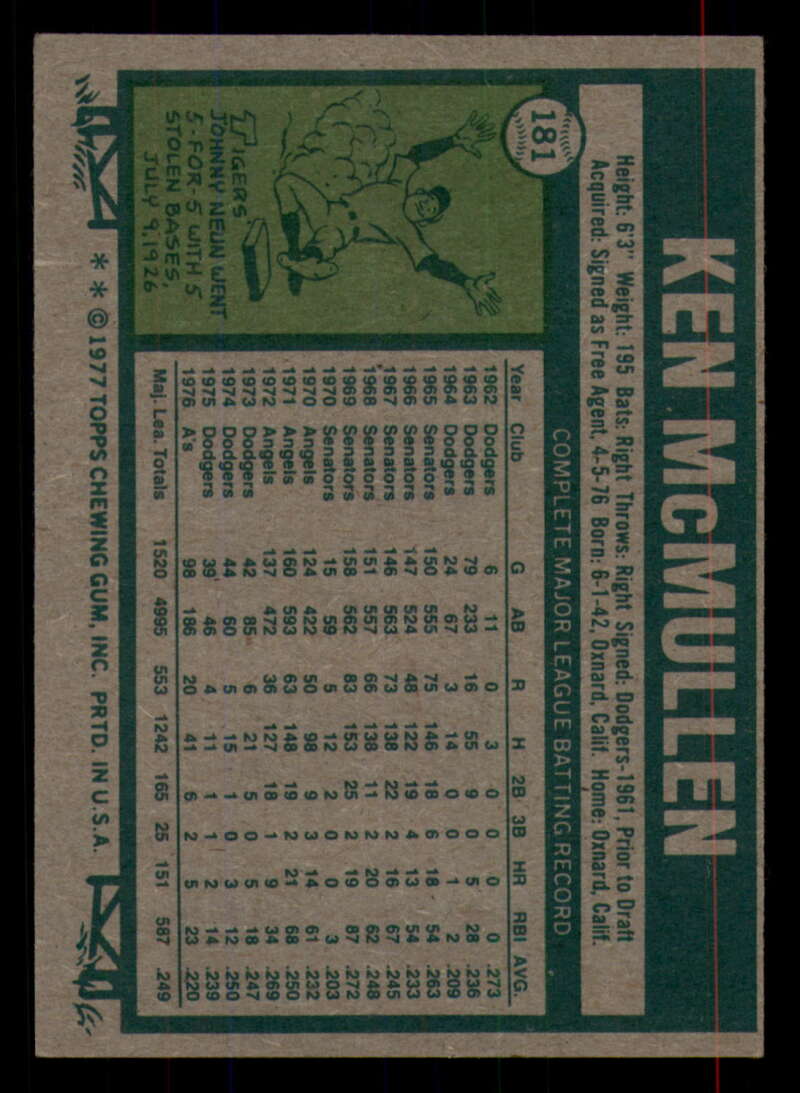 KEN McMULLEN
Height: 6'3" Weight: 195 Bats: Right Throws: Right Signed: Dodgers-1961, Prior to Draft
Acquired: Signed as Free Agent, 4-5-76 Born: 6-1-42, Oxnard, Calif. Home: Oxnard, Calif.
181
TIGERS
JOHNNY NEUN WENT
5-FOR-5 WITH 5
STOLEN BASES,
JULY 9, 1926
COMPLETE MAJOR LEAGUE BATTING RECORD
Year Club G AB R H 2B 3B HR RBI AVG.
1962 Dodgers 6 11 0 3 0 0 0 0 .273
1963 Dodgers 79 233 16 55 9 0 5 28 .236
1964 Dodgers 24 67 3 14 0 0 1 2 .209
1965 Senators 150 555 75 146 18 6 18 54 .263
1966 Senators 147 524 48 122 19 4 13 54 .233
1967 Senators 146 563 73 138 22 2 16 67 .245
1968 Senators 151 557 66 138 11 2 20 62 .248
1969 Senators 158 562 83 153 25 2 19 87 .272
1970 Senators 15 59 5 12 2 0 0 3 .203
1970 Angels 124 422 50 98 9 3 14 61 .232
1971 Angels 160 593 63 148 19 2 21 68 .250
1972 Angels 137 472 36 127 18 1 9 34 .269
1973 Dodgers 42 85 6 21 5 0 5 18 .247
1974 Dodgers 44 60 5 15 1 0 3 12 .250
1975 Dodgers 39 46 4 11 1 1 2 14 .239
1976 A's 98 186 20 41 6 2 5 23 .220
Maj. Lea. Totals 1520 4995 553 1242 165 25 151 587 .249
* * © 1977 TOPPS CHEWING GUM, INC. PRTD. IN U.S.A.